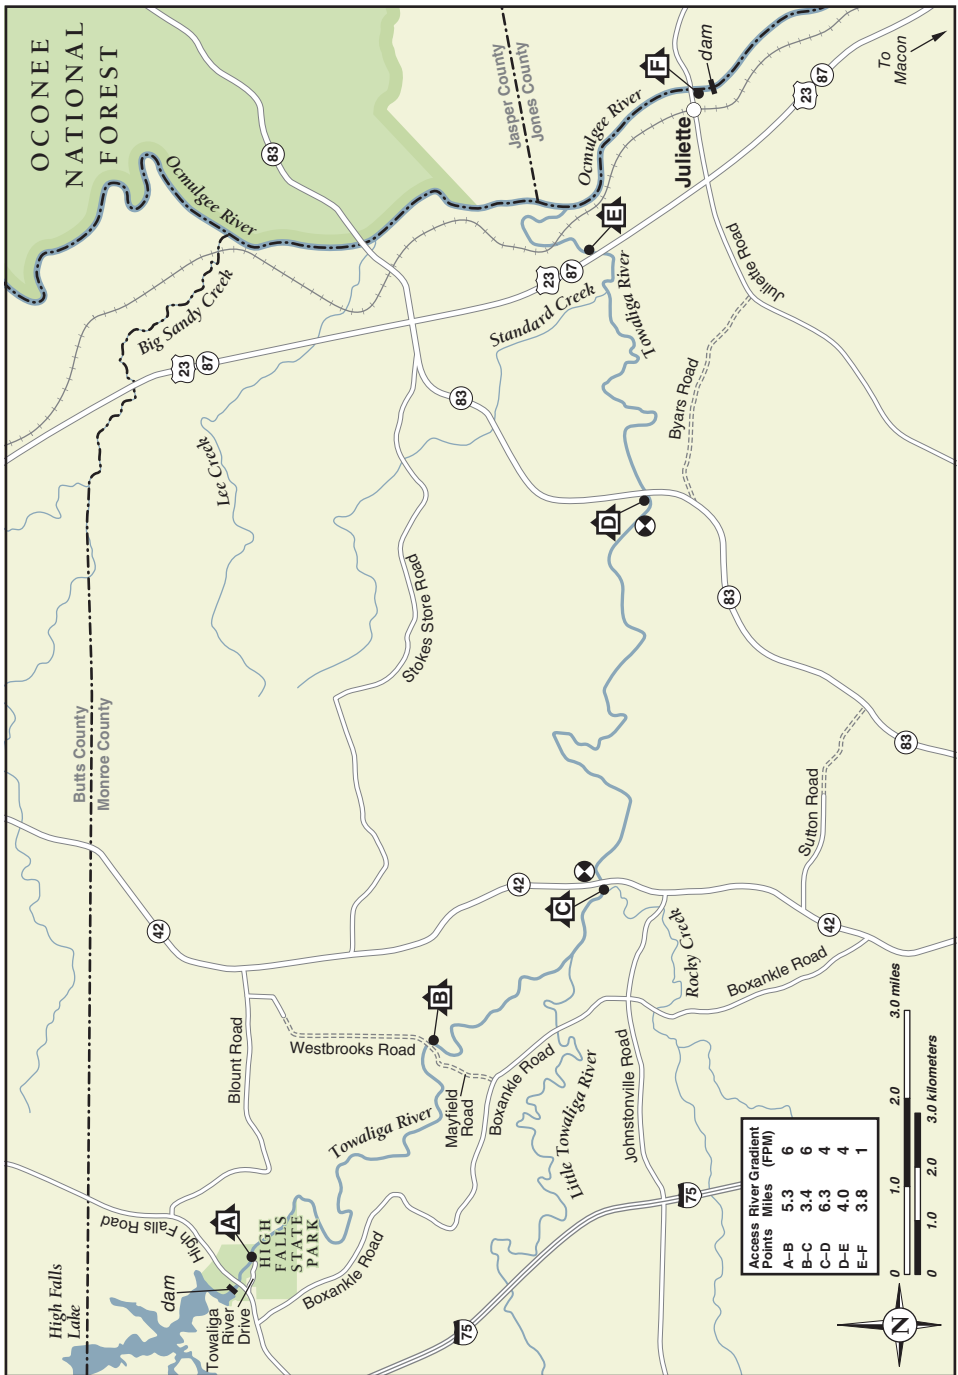 OCONEE
NATIONAL
FOREST
Ocmulgee River
83
Jasper County
Jones County
Ocmulgee River
F
dam
Juliette
23
87
To
Macon
Big Sandy Creek
23
87
E
23
87
Standard Creek
Towaliga River
Juliette Road
Byars Road
83
Lee Creek
Stokes Store Road
D
83
Butts County
Monroe County
42
42
C
Sutton Road
83
Rocky Creek
42
Boxankle Road
B
Blount Road
Westbrooks Road
Mayfield
Road
Boxankle Road
Johnstonville Road
Little Towaliga River
Towaliga River
High Falls Road
A
HIGH
FALLS
STATE
PARK
Boxankle Road
75
75
High Falls
Lake
dam
Towaliga
River
Drive
Access River Gradient
Points Miles (FPM)
A–B 5.3 6
B–C 3.4 6
C–D 6.3 4
D–E 4.0 4
E–F 3.8 1
0 1.0 2.0 3.0 miles
0 1.0 2.0 3.0 kilometers
N